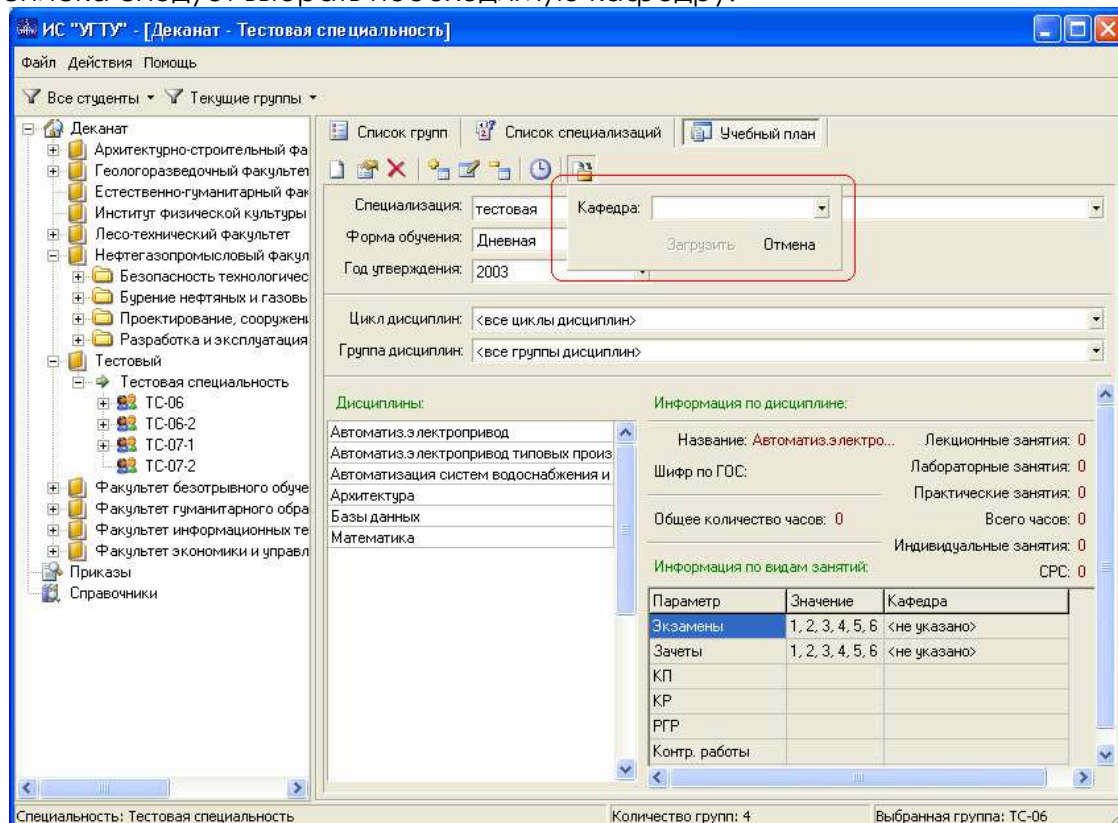 следует выбрать необходимую кафедру.
ИС "УГТУ" - [Деканат - Тестовая специальность]
Файл Действия Помощь
Все студенты Текущие группы
Деканат
Архитектурно-строительный фа
Геологоразведочный факультет
Естественно-гуманитарный фак
Институт физической культуры
Лесо-технический факультет
Нефтегазопромысловый факул
Безопасность технологичес
Бурение нефтяных и газовь
Проектирование, сооружени
Разработка и эксплуатация
Тестовый
Тестовая специальность
ТС-06
ТС-06-2
ТС-07-1
ТС-07-2
Факультет безотрывного обуче
Факультет гуманитарного обра
Факультет информационных те
Факультет экономики и управл
Приказы
Справочники
Список групп Список специализаций Учебный план
Специализация: тестовая
Кафедра:
Форма обучения: Дневная
Загрузить Отмена
Год утверждения: 2003
Цикл дисциплин: <все циклы дисциплин>
Группа дисциплин: <все группы дисциплин>
Дисциплины:
Автоматиз.электропривод
Автоматиз.электропривод типовых произ
Автоматизация систем водоснабжения и
Архитектура
Базы данных
Математика
Информация по дисциплине:
Название: Автоматиз.электро... Лекционные занятия: 0
Шифр по ГОС: Лабораторные занятия: 0
Практические занятия: 0
Общее количество часов: 0 Всего часов: 0
Индивидуальные занятия: 0
Информация по видам занятий: СРС: 0
Параметр Значение Кафедра
Экзамены 1, 2, 3, 4, 5, 6 <не указано>
Зачеты 1, 2, 3, 4, 5, 6 <не указано>
КП
КР
РГР
Контр. работы
Специальность: Тестовая специальность Количество групп: 4 Выбранная группа: ТС-06